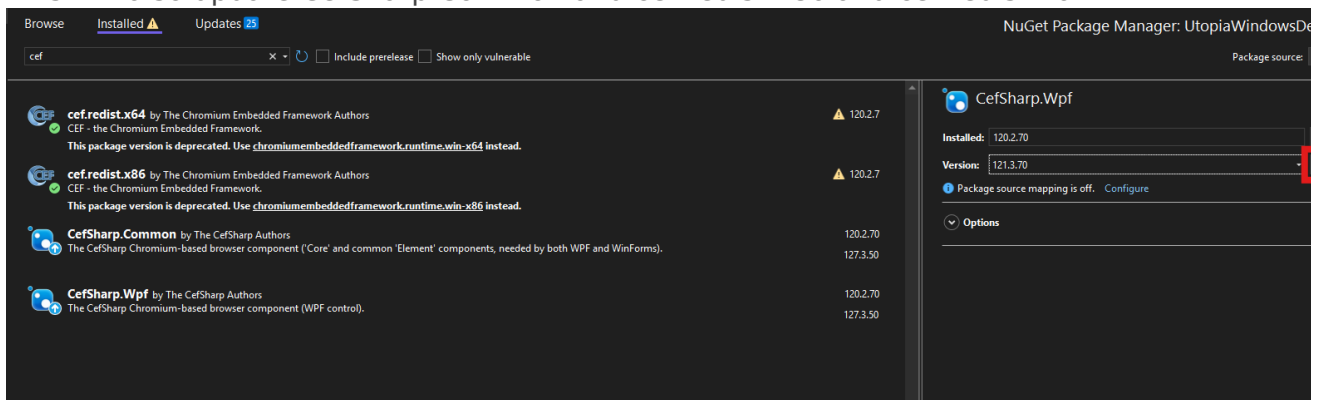 Browse Installed Updates 25
NuGet Package Manager: UtopiaWindowsDe
cef
Include prerelease Show only vulnerable
Package source:
cef.redist.x64 by The Chromium Embedded Framework Authors
120.2.7
CEF - the Chromium Embedded Framework.
This package version is deprecated. Use chromiumembeddedframework.runtime.win-x64 instead.
cef.redist.x86 by The Chromium Embedded Framework Authors
120.2.7
CEF - the Chromium Embedded Framework.
This package version is deprecated. Use chromiumembeddedframework.runtime.win-x86 instead.
CefSharp.Common by The CefSharp Authors
120.2.70
The CefSharp Chromium-based browser component ('Core' and common 'Element' components, needed by both WPF and WinForms).
127.3.50
CefSharp.Wpf by The CefSharp Authors
120.2.70
The CefSharp Chromium-based browser component (WPF control).
127.3.50
CefSharp.Wpf
Installed: 120.2.70
Version: 121.3.70
Package source mapping is off. Configure
Options